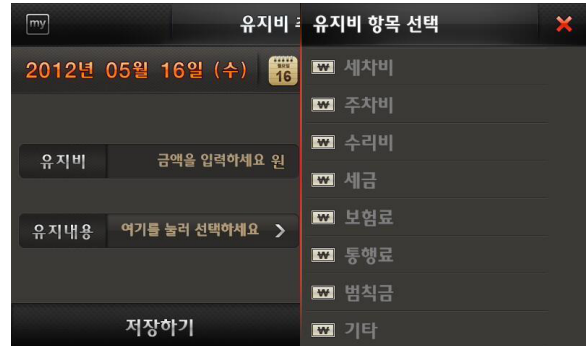 my
유지비
2012년 05월 16일 (수)
16
유지비 금액을 입력하세요 원
유지내용 여기를 눌러 선택하세요
저장하기
유지비 항목 선택
세차비
주차비
수리비
세금
보험료
통행료
범칙금
기타